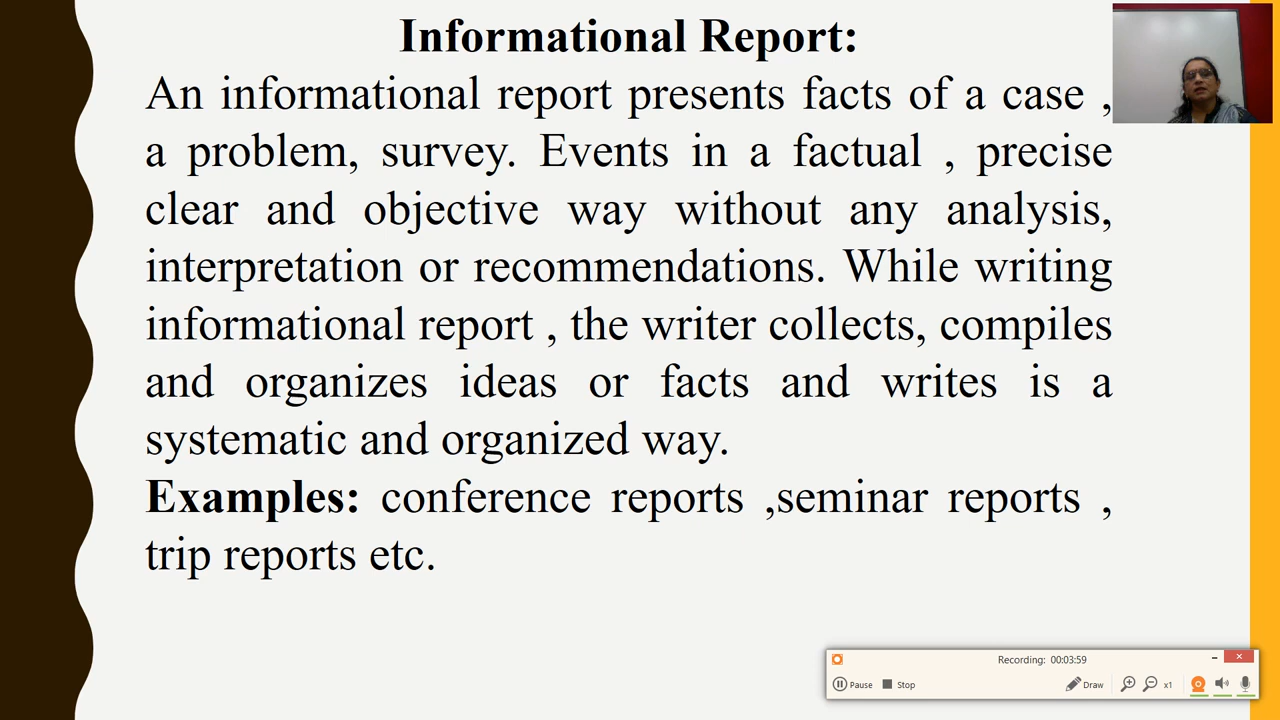 Informational Report:
An informational report presents facts of a case ,
a problem, survey. Events in a factual , precise
clear and objective way without any analysis,
interpretation or recommendations. While writing
informational report , the writer collects, compiles
and organizes ideas or facts and writes is a
systematic and organized way.
Examples: conference reports ,seminar reports ,
trip reports etc.
Recording: 00:03:59
Pause Stop Draw x1